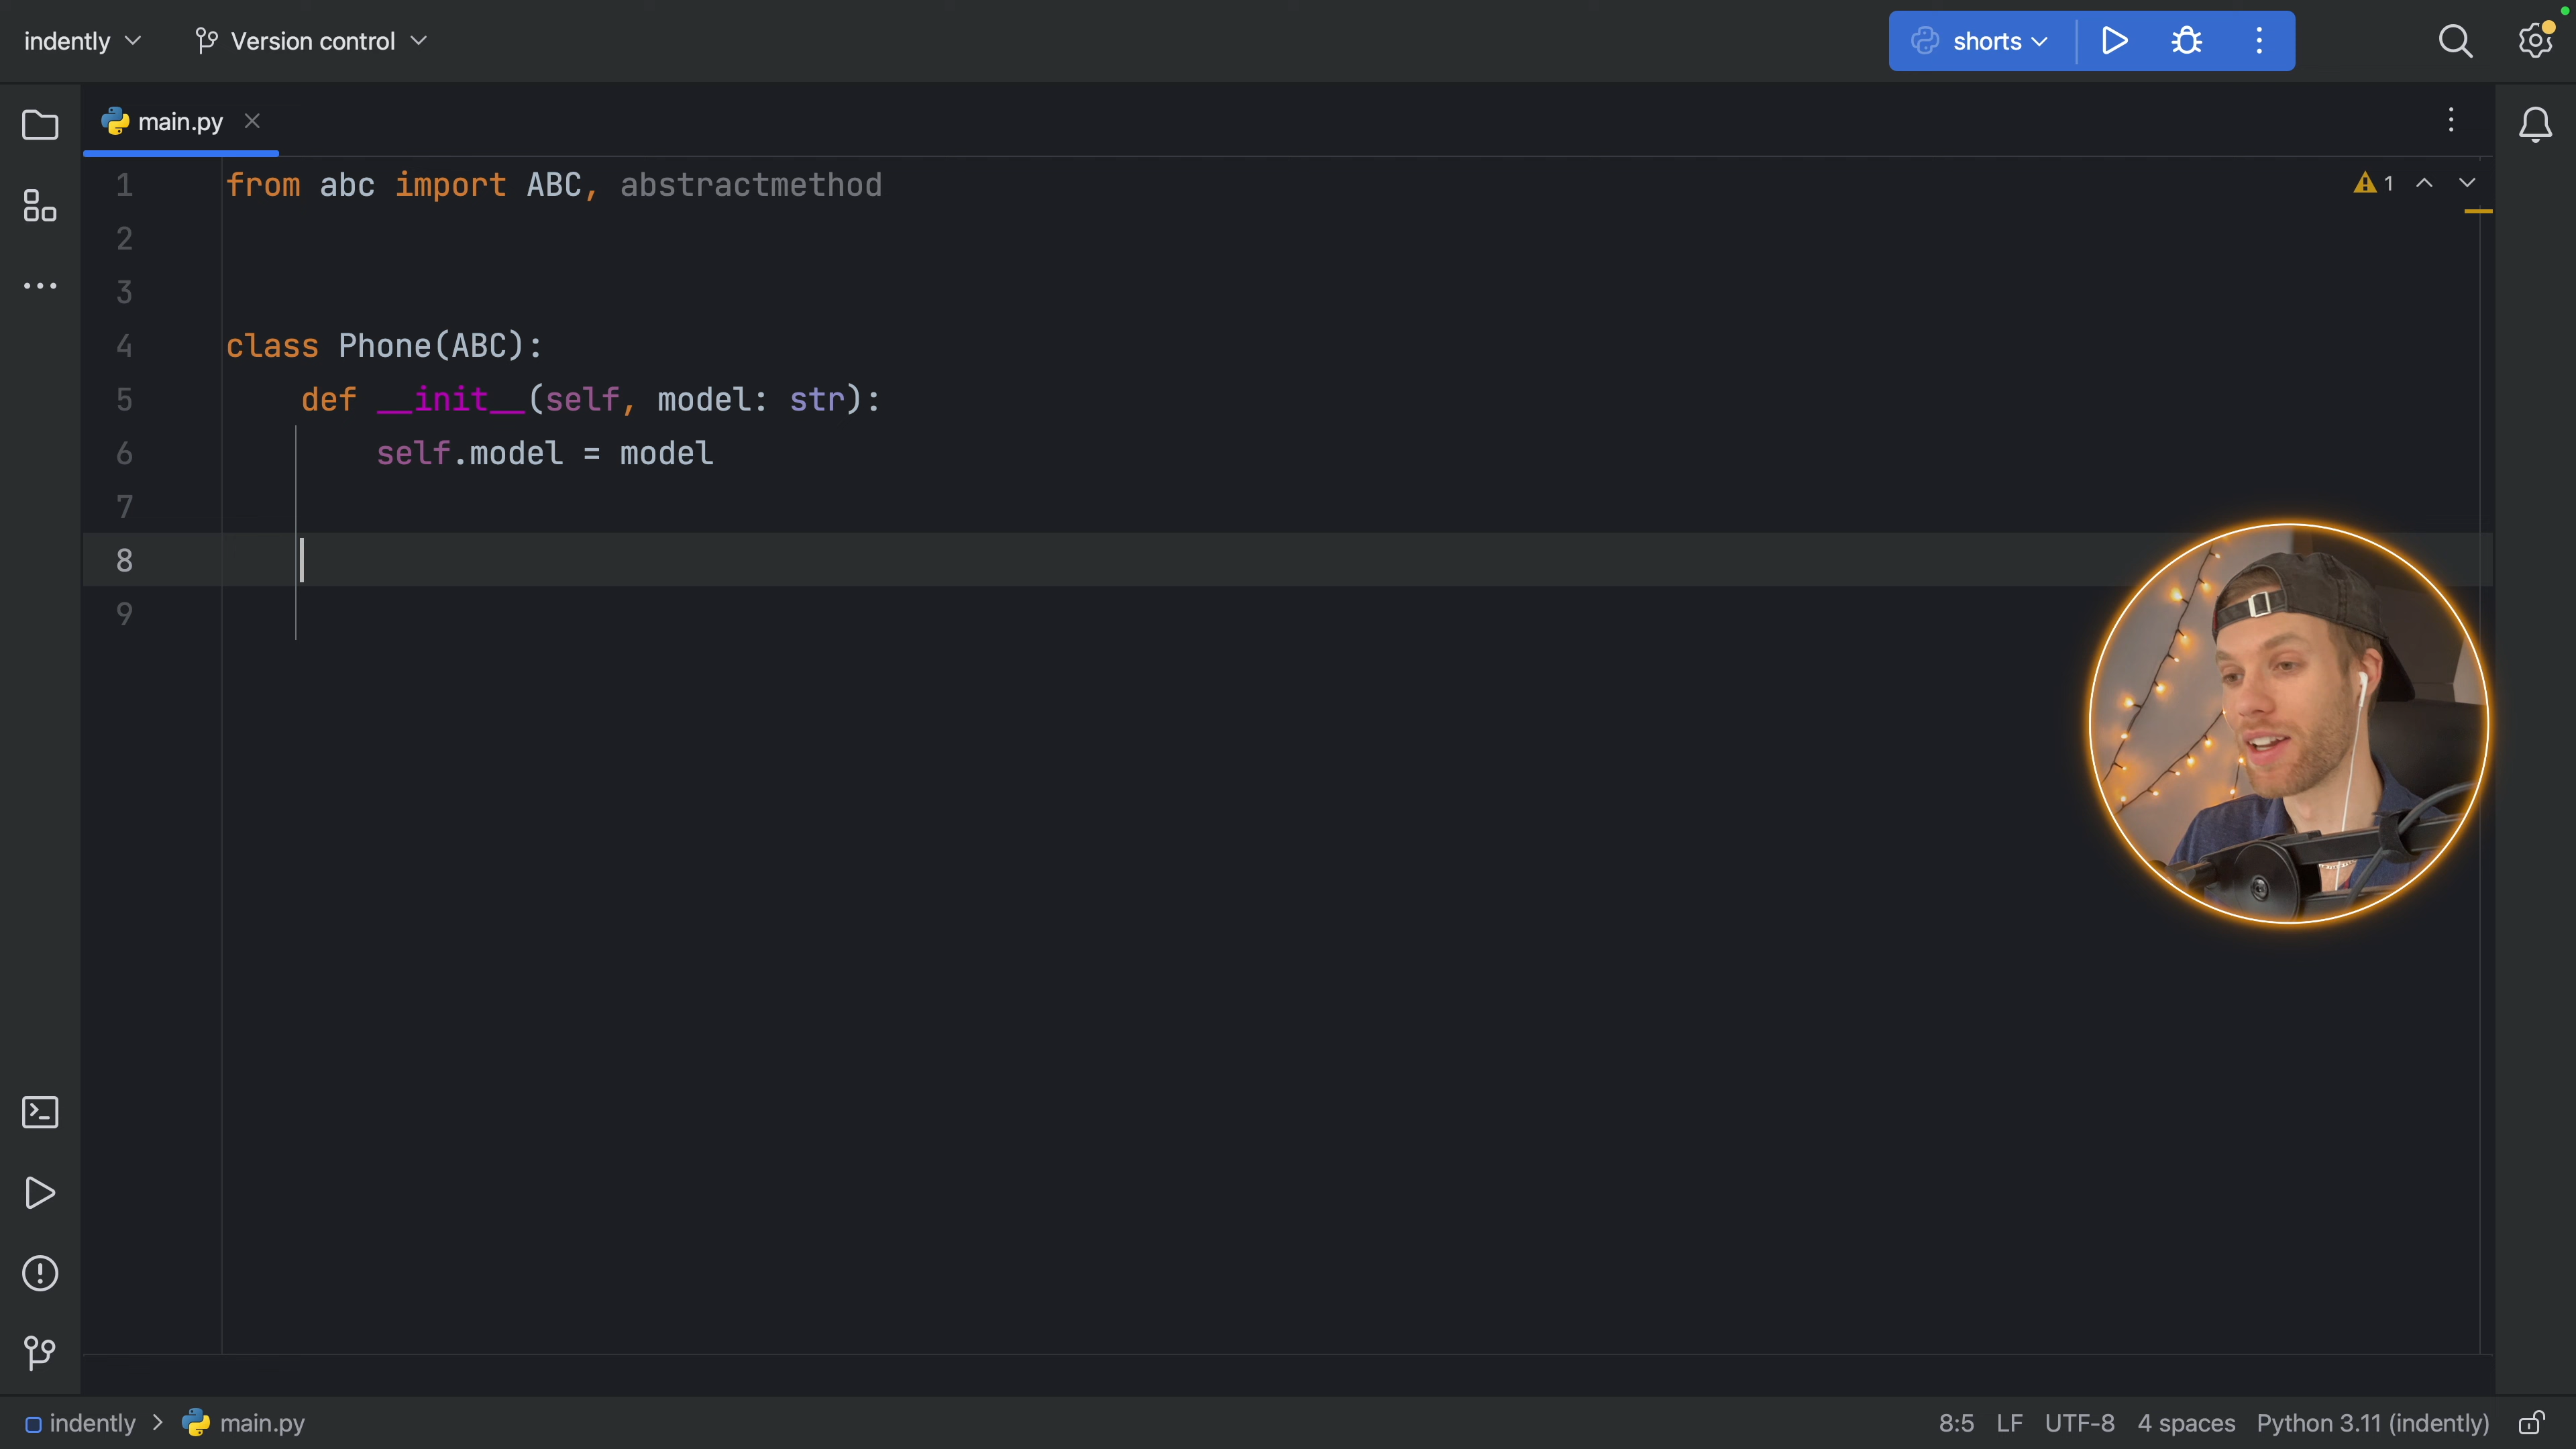 indently
Version control
shorts
main.py
1 from abc import ABC, abstractmethod
1
2
3
4 class Phone(ABC):
5 def __init__(self, model: str):
6 self.model = model
7
8
9
indently > main.py
8:5 LF UTF-8 4 spaces Python 3.11 (indently)